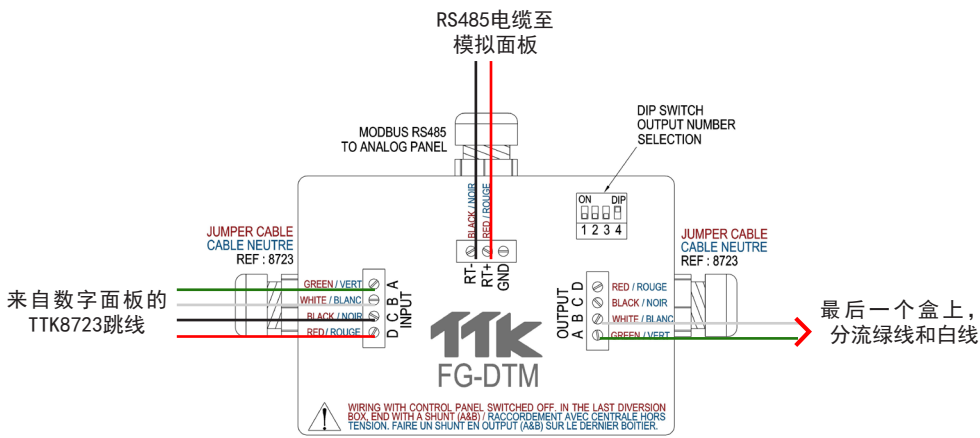 RS485电缆至
模拟面板
MODBUS RS485
TO ANALOG PANEL
DIP SWITCH
OUTPUT NUMBER
SELECTION
BLACK / NOIR
RED / ROUGE
ON DIP
1 2 3 4
JUMPER CABLE
CABLE NEUTRE
REF : 8723
JUMPER CABLE
CABLE NEUTRE
REF : 8723
RT-
RT+
GND
来自数字面板的
TTK8723跳线
GREEN / VERT A
WHITE / BLANC B
BLACK / NOIR C
RED / ROUGE D
INPUT
OUTPUT
D RED / ROUGE
C BLACK / NOIR
B WHITE / BLANC
A GREEN / VERT
最后一个盒上，
分流绿线和白线
TTK
FG-DTM
WIRING WITH CONTROL PANEL SWITCHED OFF. IN THE LAST DIVERSION
BOX, END WITH A SHUNT (A&B) / RACCORDEMENT AVEC CENTRALE HORS
TENSION. FAIRE UN SHUNT EN OUTPUT (A&B) SUR LE DERNIER BOITIER.